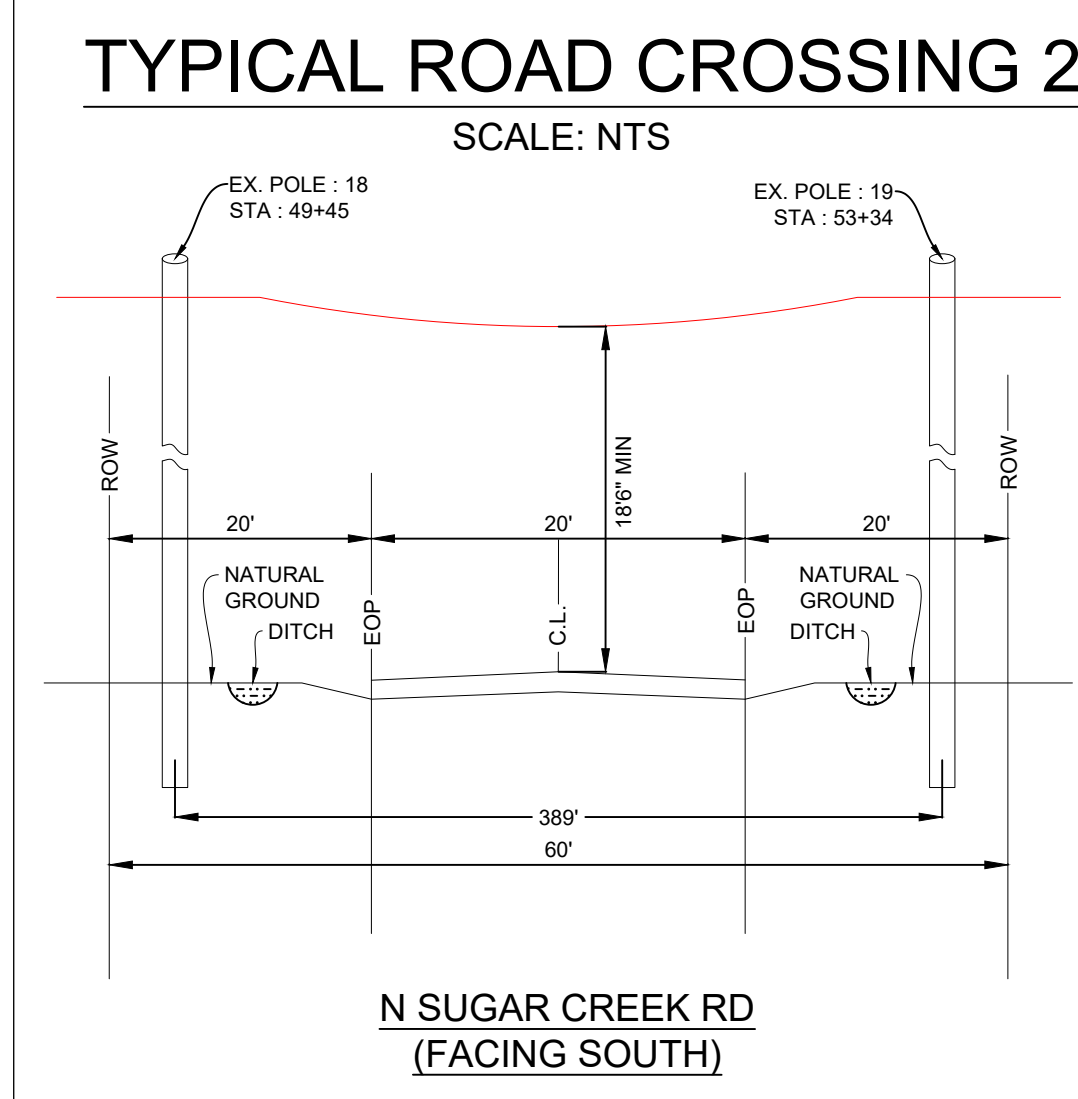 TYPICAL ROAD CROSSING 2
SCALE: NTS
EX. POLE : 18
STA : 49+45
EX. POLE : 19
STA : 53+34
ROW
ROW
18'6" MIN
20'
20'
20'
NATURAL
GROUND
DITCH
EOP
C.L.
EOP
NATURAL
GROUND
DITCH
389'
60'
N SUGAR CREEK RD
(FACING SOUTH)